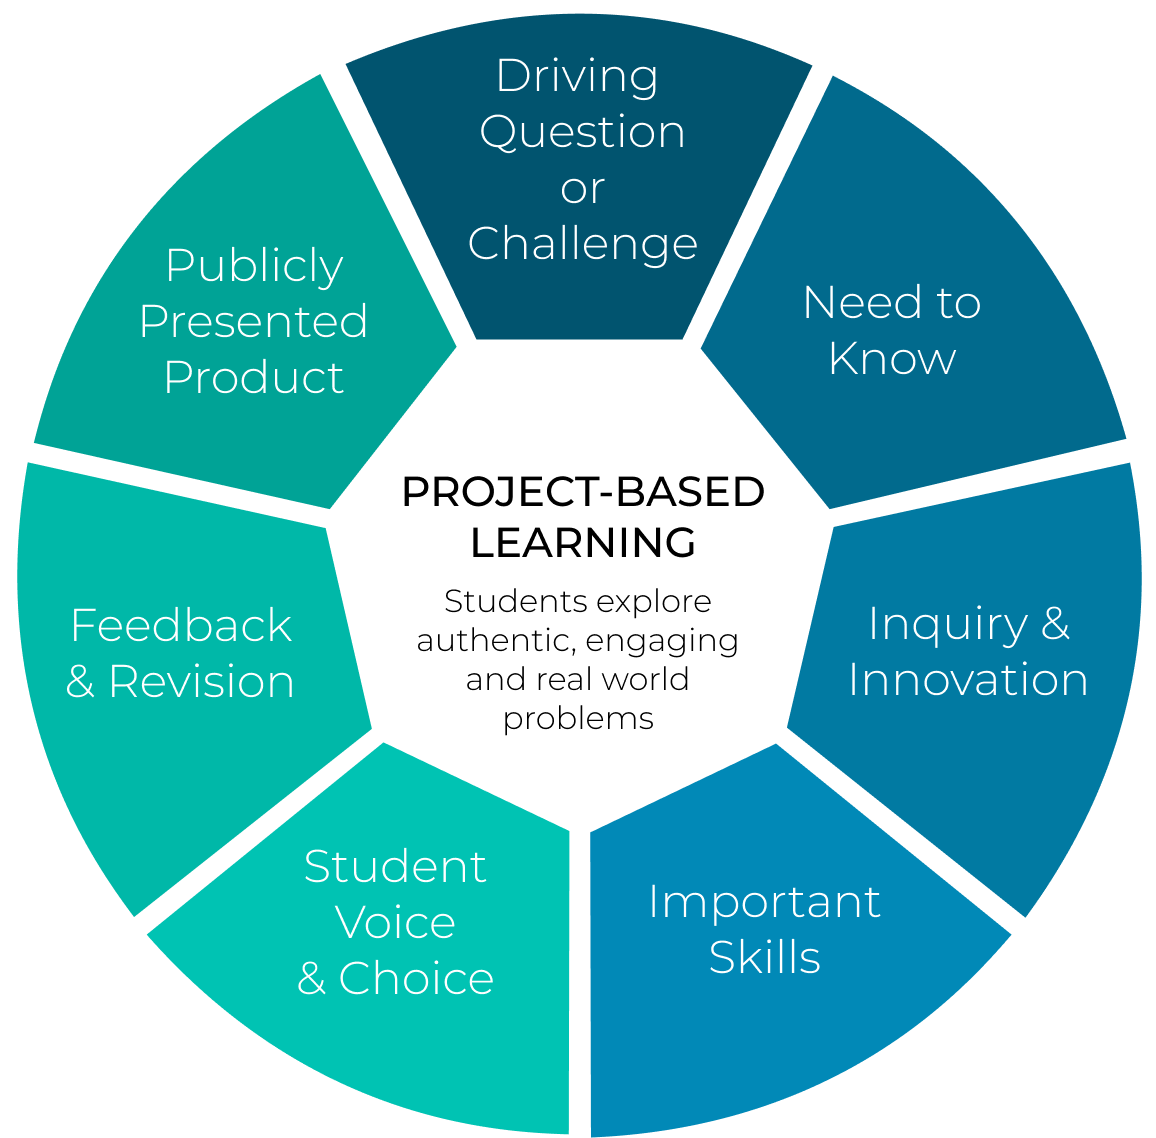 Driving
Question
or
Challenge
Need to
Know
Inquiry &
Innovation
Important
Skills
Student
Voice
& Choice
Feedback
& Revision
Publicly
Presented
Product
PROJECT-BASED
LEARNING
Students explore
authentic, engaging
and real world
problems